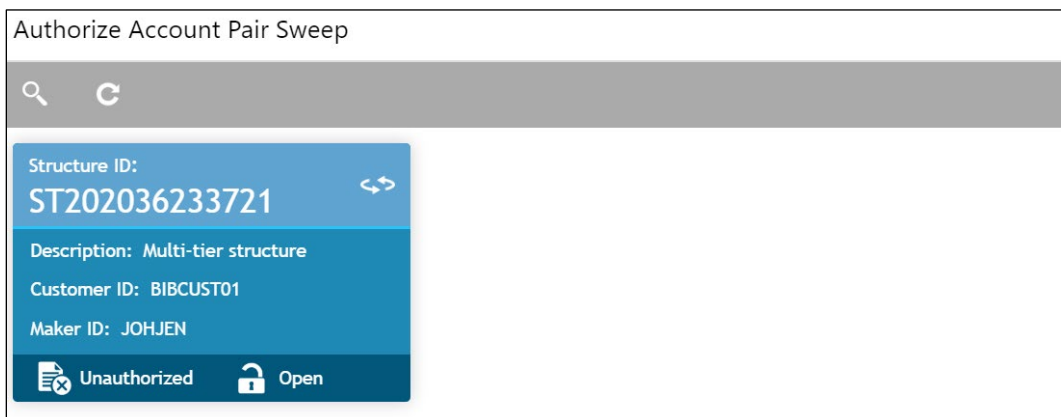 Authorize Account Pair Sweep
Structure ID:
ST202036233721
Description: Multi-tier structure
Customer ID: BIBCUST01
Maker ID: JOHJEN
Unauthorized Open